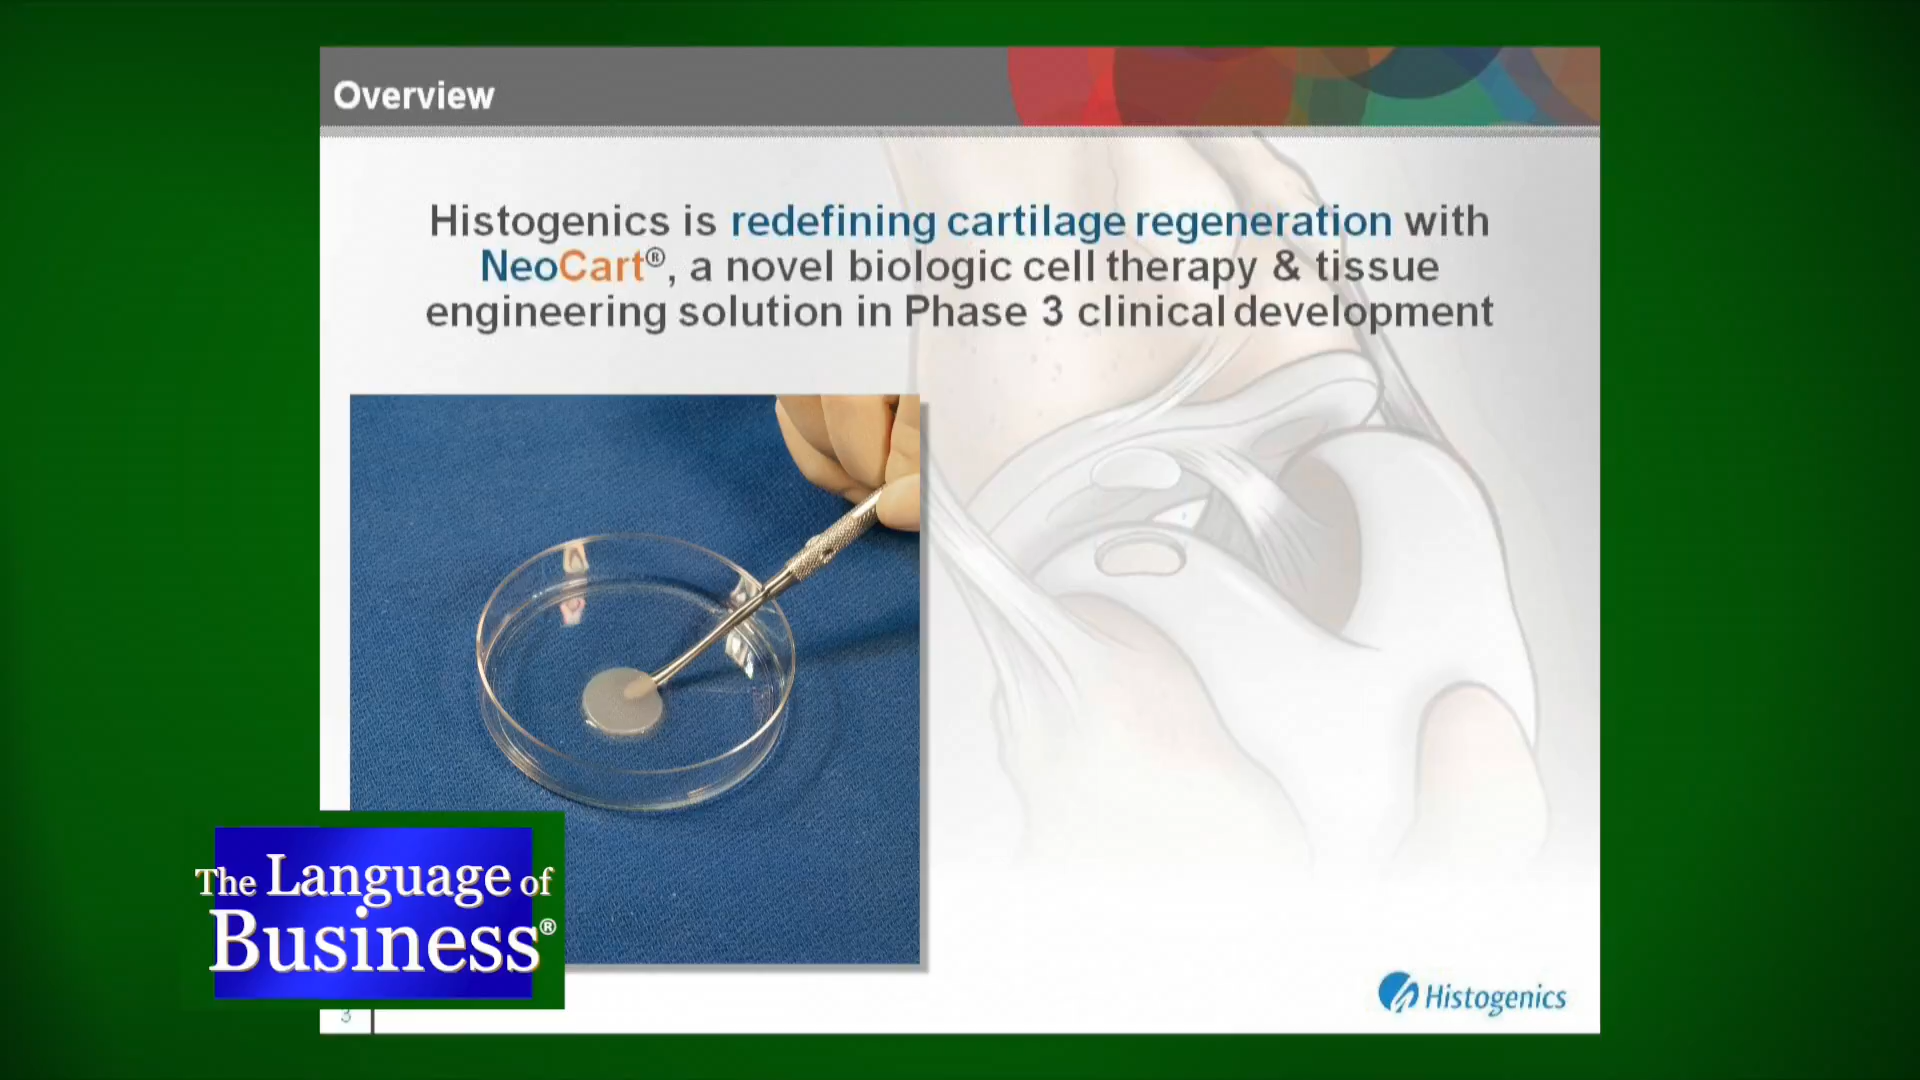 Overview
Histogenics is redefining cartilage regeneration with
NeoCart®, a novel biologic cell therapy & tissue
engineering solution in Phase 3 clinical development
The Language of
Business®
Histogenics
3